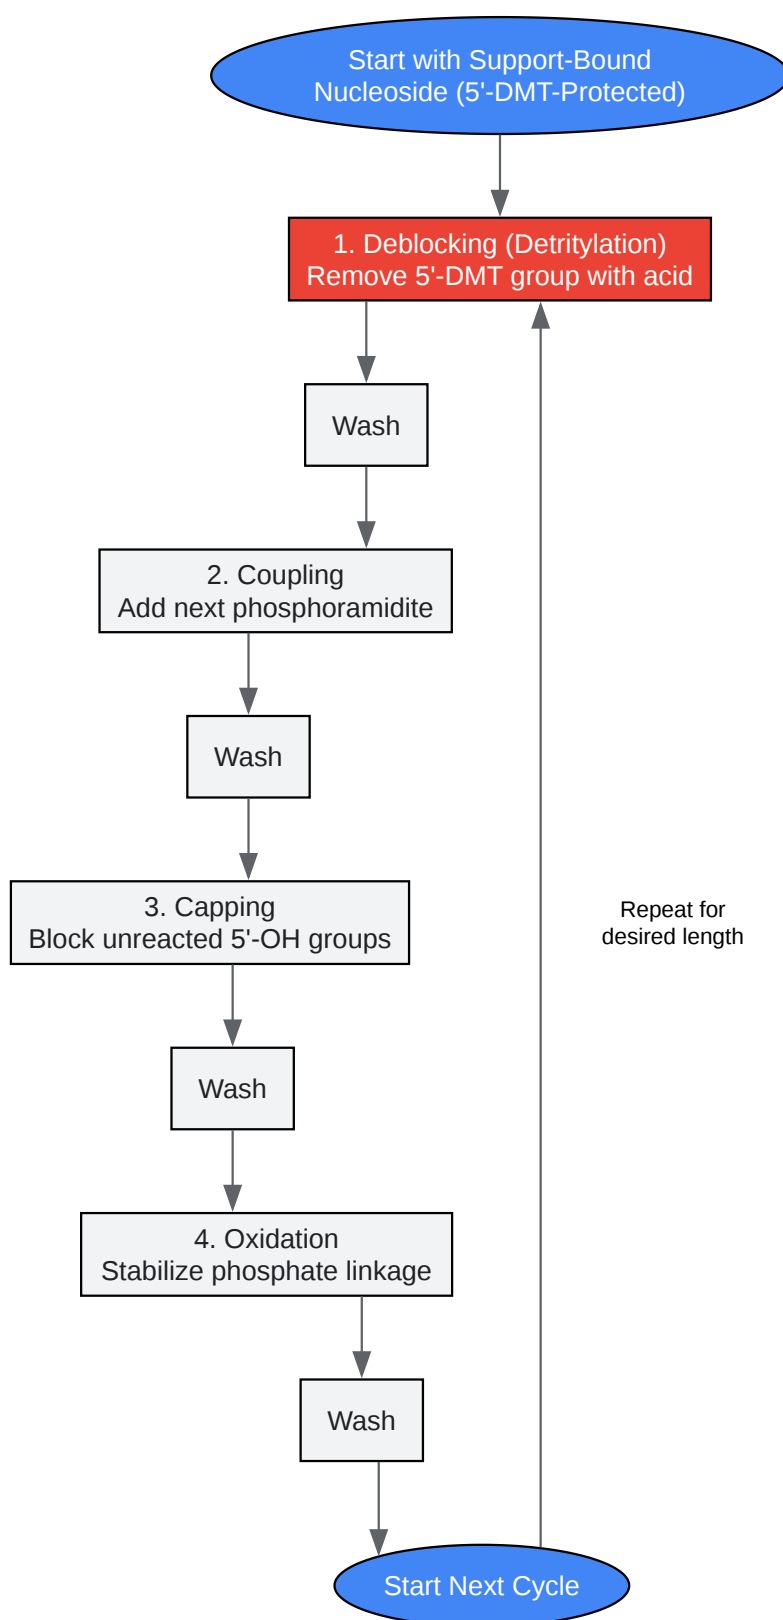 Start with Support-Bound
Nucleoside (5'-DMT-Protected)
1. Deblocking (Detritylation)
Remove 5'-DMT group with acid
Wash
2. Coupling
Add next phosphoramidite
Wash
3. Capping
Block unreacted 5'-OH groups
Repeat for
desired length
Wash
4. Oxidation
Stabilize phosphate linkage
Wash
Start Next Cycle